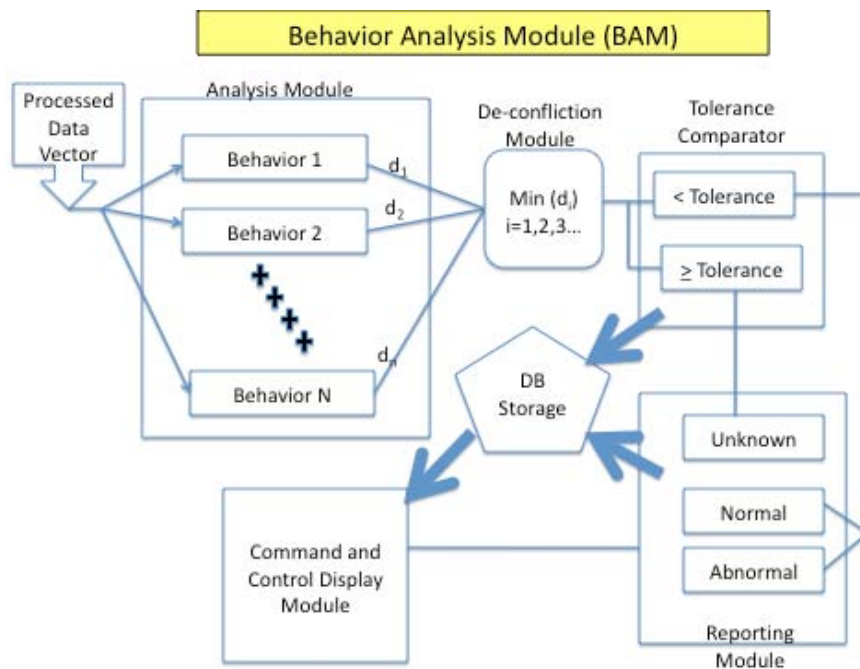 Behavior Analysis Module (BAM)
Processed
Data
Vector
Analysis Module
Behavior 1
Behavior 2
Behavior N
d1
d2
dn
De-confliction
Module
Min (di)
i=1,2,3...
Tolerance
Comparator
< Tolerance
≥ Tolerance
DB
Storage
Unknown
Normal
Abnormal
Reporting
Module
Command and
Control Display
Module